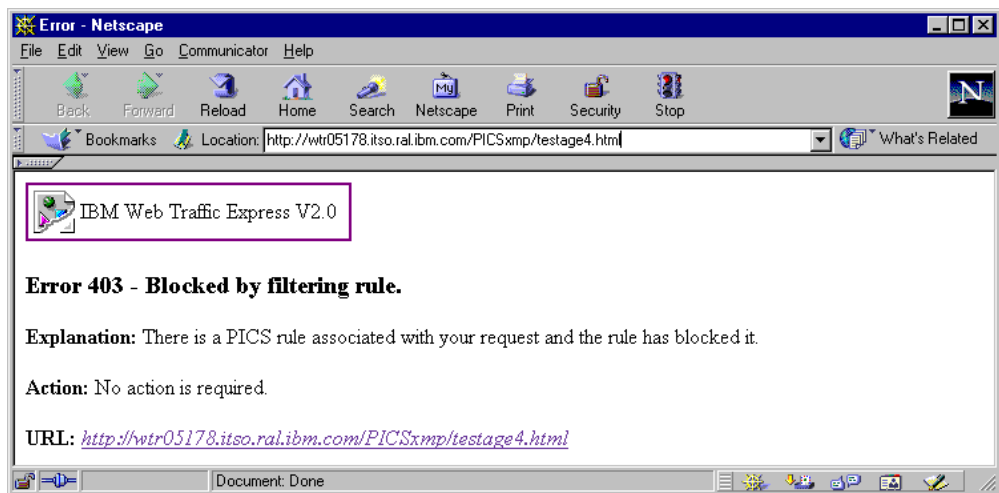 Error - Netscape
File Edit View Go Communicator Help
Back Forward Reload Home Search Netscape Print Security Stop
My
N
Bookmarks Location: http://wtr05178.itso.ral.ibm.com/PICSxmp/testage4.html What's Related
IBM Web Traffic Express V2.0
Error 403 - Blocked by filtering rule.
Explanation: There is a PICS rule associated with your request and the rule has blocked it.
Action: No action is required.
URL: http://wtr05178.itso.ral.ibm.com/PICSxmp/testage4.html
Document: Done